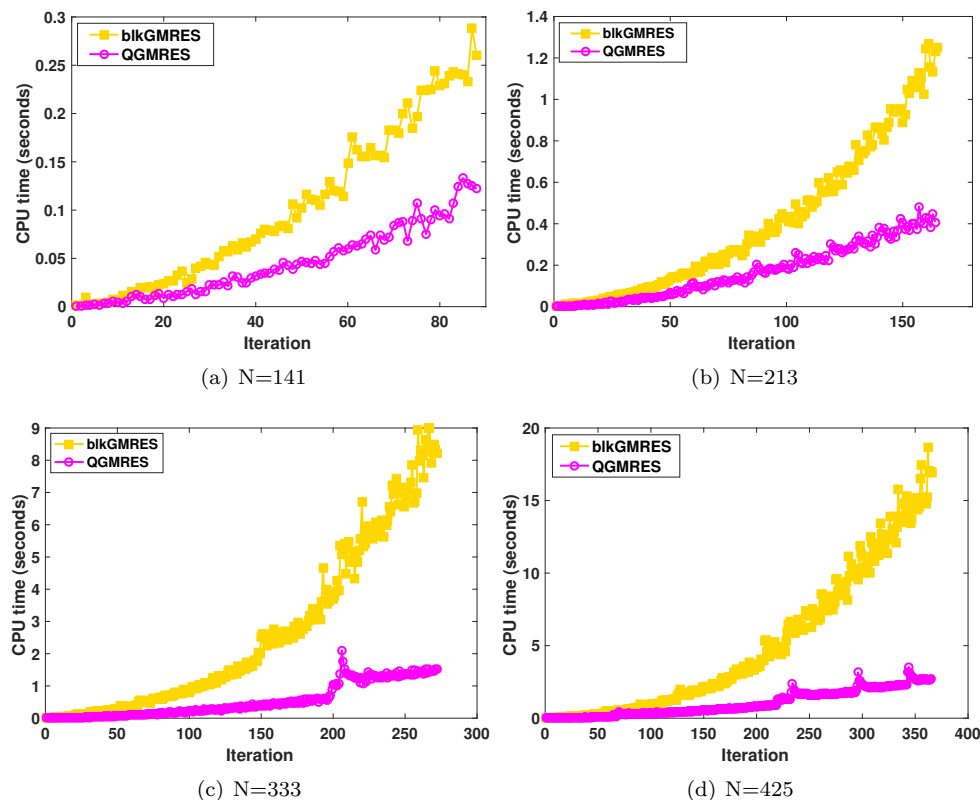 0.3
0.25
0.2
0.15
0.1
0.05
0
CPU time (seconds)
blkGMRES
QGMRES
0 20 40 60 80
Iteration
(a) N=141
1.4
1.2
1
0.8
0.6
0.4
0.2
0
CPU time (seconds)
blkGMRES
QGMRES
0 50 100 150
Iteration
(b) N=213
9
8
7
6
5
4
3
2
1
0
CPU time (seconds)
blkGMRES
QGMRES
0 50 100 150 200 250 300
Iteration
(c) N=333
20
15
10
5
0
CPU time (seconds)
blkGMRES
QGMRES
0 50 100 150 200 250 300 350 400
Iteration
(d) N=425